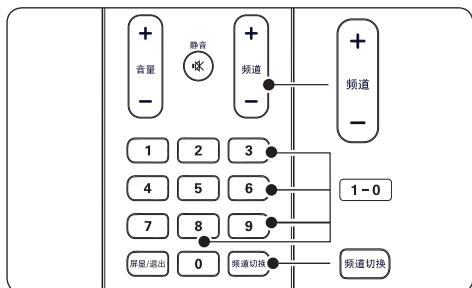 + + +
静音
音量 频道 频道
− − −
1 2 3
4 5 6 1-0
7 8 9
屏显/退出 0 频道切换 频道切换